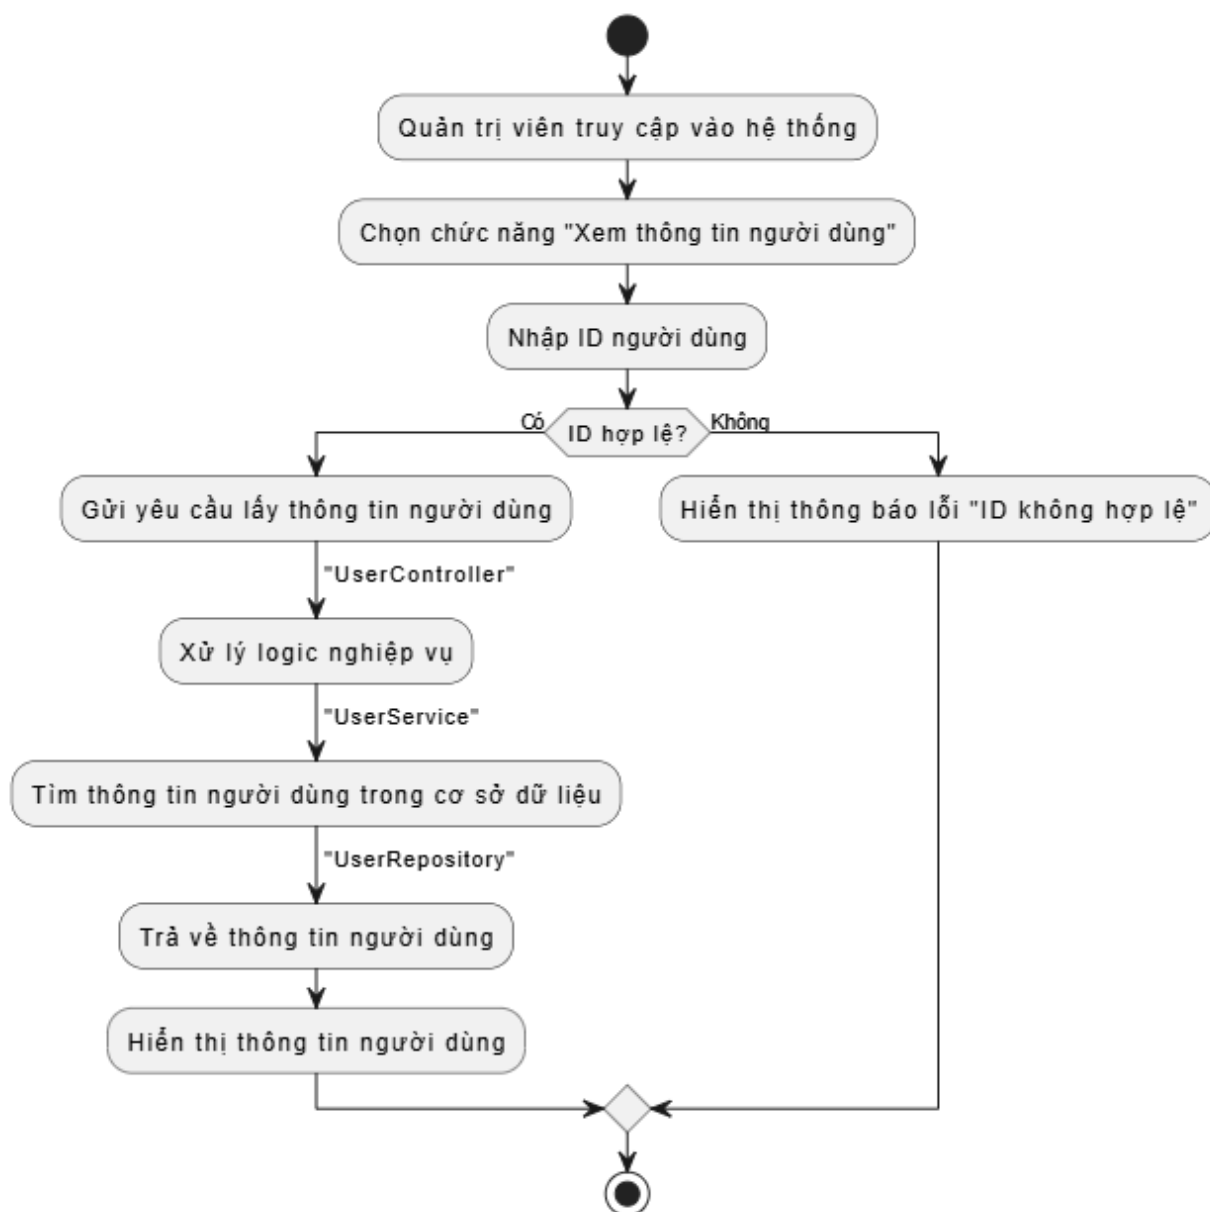 Quản trị viên truy cập vào hệ thống
Chọn chức năng "Xem thông tin người dùng"
Nhập ID người dùng
Có
ID hợp lệ?
Không
Gửi yêu cầu lấy thông tin người dùng
Hiển thị thông báo lỗi "ID không hợp lệ"
"UserController"
Xử lý logic nghiệp vụ
"UserService"
Tìm thông tin người dùng trong cơ sở dữ liệu
"UserRepository"
Trả về thông tin người dùng
Hiển thị thông tin người dùng